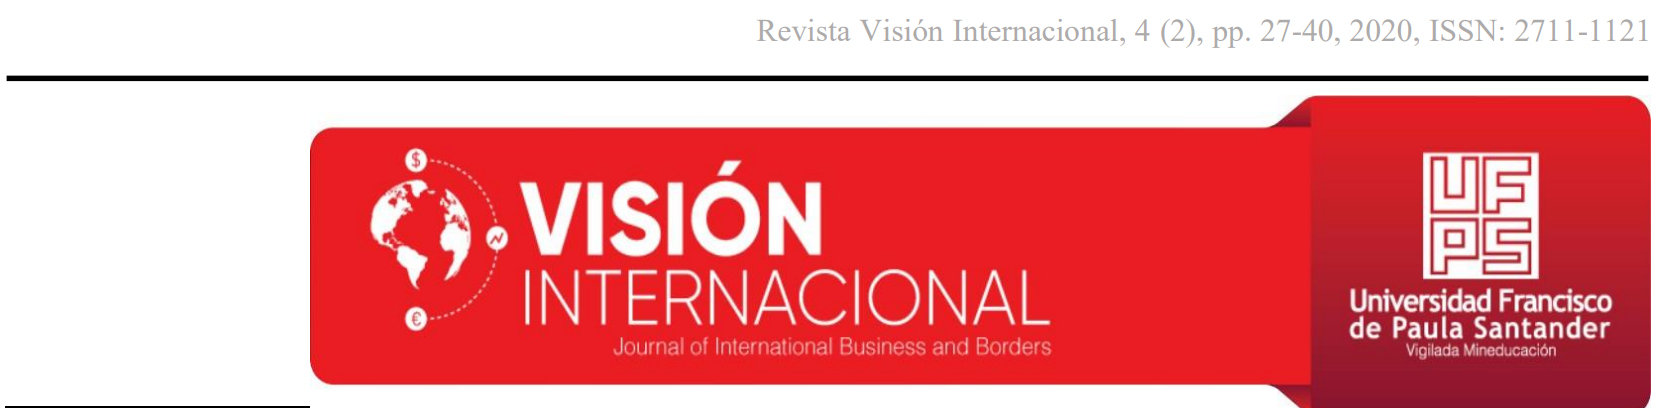 Revista Visión Internacional, 4 (2), pp. 27-40, 2020, ISSN: 2711-1121
$
VISIÓN
INTERNACIONAL
€
Journal of International Business and Borders
UF
PS
Universidad Francisco
de Paula Santander
Vigilada Mineducación